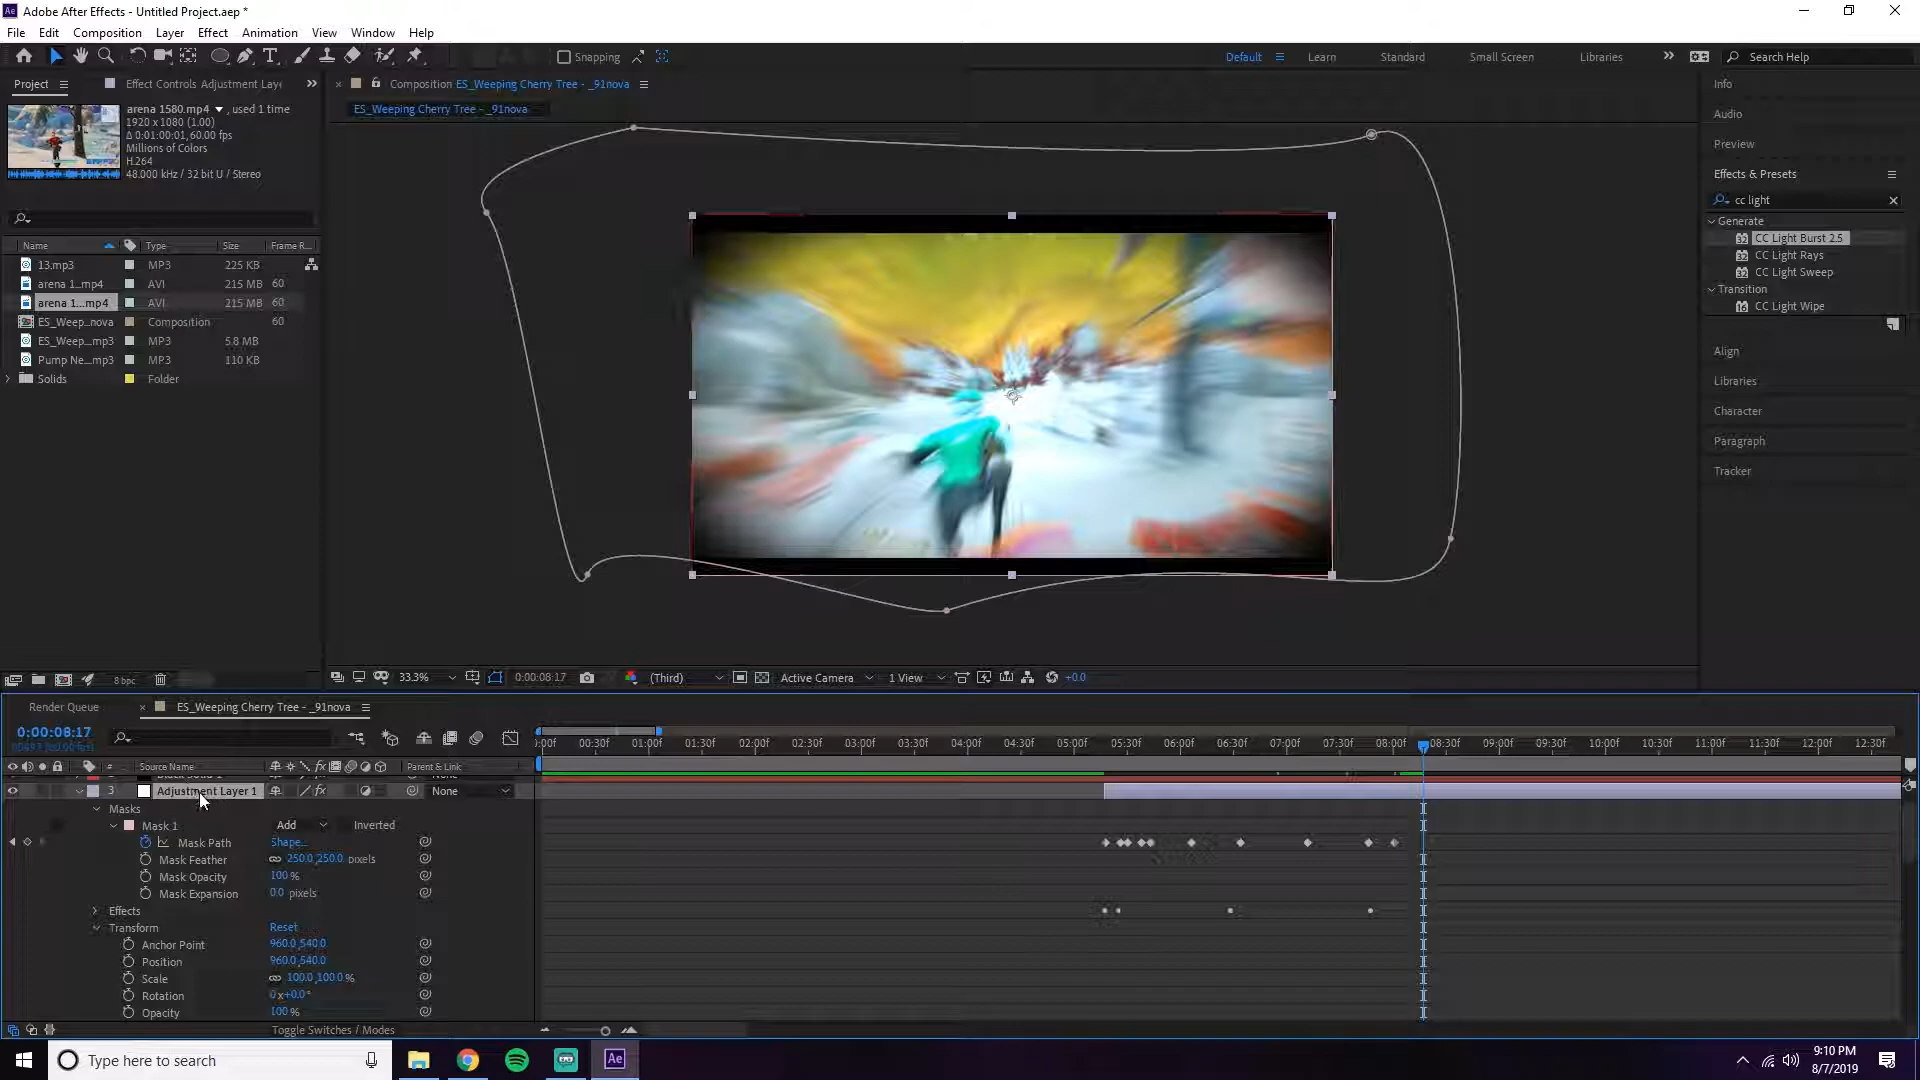 Ae Adobe After Effects - Untitled Project.aep *
File Edit Composition Layer Effect Animation View Window Help
Snapping
Default Learn Standard Small Screen Libraries Search Help
Project Effect Controls Adjustment Lay
Composition ES_Weeping Cherry Tree - _91nova
ES_Weeping Cherry Tree - _91nova
arena 1580.mp4 , used 1 time
1920 x 1080 (1.00)
Δ 0:01:00:01, 60.00 fps
Millions of Colors
H.264
48.000 kHz / 32 bit U / Stereo
Name Type Size Frame R...
13.mp3 MP3 225 KB
arena 1...mp4 AVI 215 MB 60
arena 1...mp4 AVI 215 MB 60
ES_Weep...nova Composition 60
ES_Weep...mp3 MP3 5.8 MB
Pump Ne...mp3 MP3 110 KB
Solids Folder
8 bpc
Info
Audio
Preview
Effects & Presets
cc light
Generate
32 CC Light Burst 2.5
32 CC Light Rays
32 CC Light Sweep
Transition
16 CC Light Wipe
Align
Libraries
Character
Paragraph
Tracker
33.3% 0:00:08:17 (Third) Active Camera 1 View +0.0
Render Queue ES_Weeping Cherry Tree - _91nova
0:00:08:17
:00f 00:30f 01:00f 01:30f 02:00f 02:30f 03:00f 03:30f 04:00f 04:30f 05:00f 05:30f 06:00f 06:30f 07:00f 07:30f 08:00f 08:30f 09:00f 09:30f 10:00f 10:30f 11:00f 11:30f 12:00f 12:30f
# Source Name Parent & Link
3 Adjustment Layer 1 None
Masks
Mask 1 Add Inverted
Mask Path Shape...
Mask Feather 250.0,250.0 pixels
Mask Opacity 100%
Mask Expansion 0.0 pixels
Effects
Transform Reset
Anchor Point 960.0,540.0
Position 960.0,540.0
Scale 100.0,100.0%
Rotation 0x+0.0°
Opacity 100%
Toggle Switches / Modes
Type here to search
Ae
9:10 PM
8/7/2019